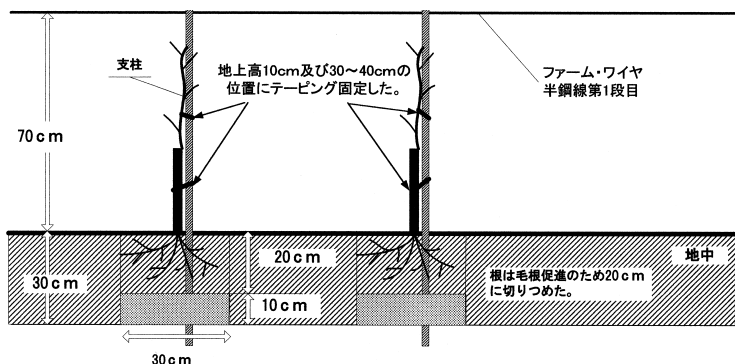 支柱
地上高10cm及び30～40cmの
位置にテーピング固定した。
ファーム・ワイヤ
半鋼線第1段目
70cm
地中
20cm
30cm
根は毛根促進のため20cm
に切りつめた。
10cm
30cm